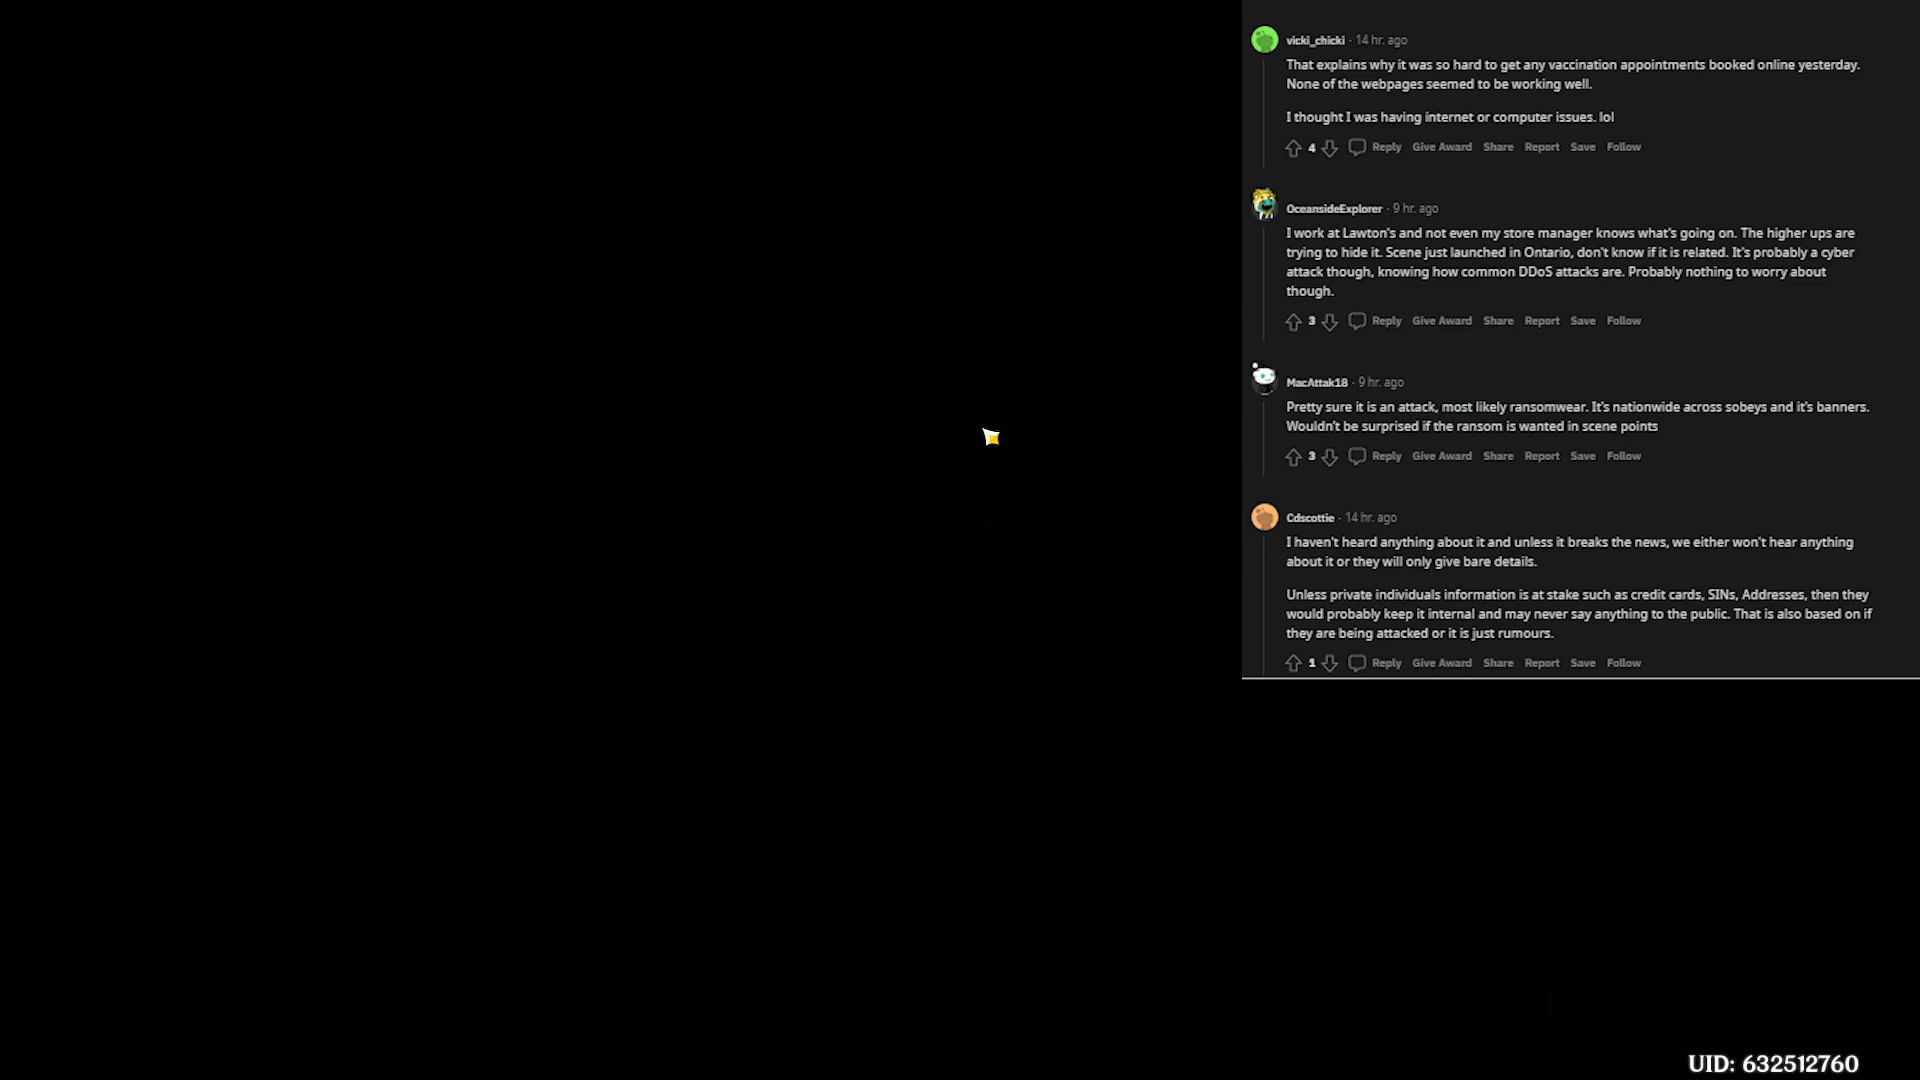 vicki_chicki · 14 hr. ago
That explains why it was so hard to get any vaccination appointments booked online yesterday.
None of the webpages seemed to be working well.
I thought I was having internet or computer issues. lol
4 Reply Give Award Share Report Save Follow
OceansideExplorer · 9 hr. ago
I work at Lawton's and not even my store manager knows what's going on. The higher ups are
trying to hide it. Scene just launched in Ontario, don't know if it is related. It's probably a cyber
attack though, knowing how common DDoS attacks are. Probably nothing to worry about
though.
3 Reply Give Award Share Report Save Follow
MacAttak18 · 9 hr. ago
Pretty sure it is an attack, most likely ransomwear. It's nationwide across sobeys and it's banners.
Wouldn't be surprised if the ransom is wanted in scene points
3 Reply Give Award Share Report Save Follow
Cdscottie · 14 hr. ago
I haven't heard anything about it and unless it breaks the news, we either won't hear anything
about it or they will only give bare details.
Unless private individuals information is at stake such as credit cards, SINs, Addresses, then they
would probably keep it internal and may never say anything to the public. That is also based on if
they are being attacked or it is just rumours.
1 Reply Give Award Share Report Save Follow
UID: 632512760